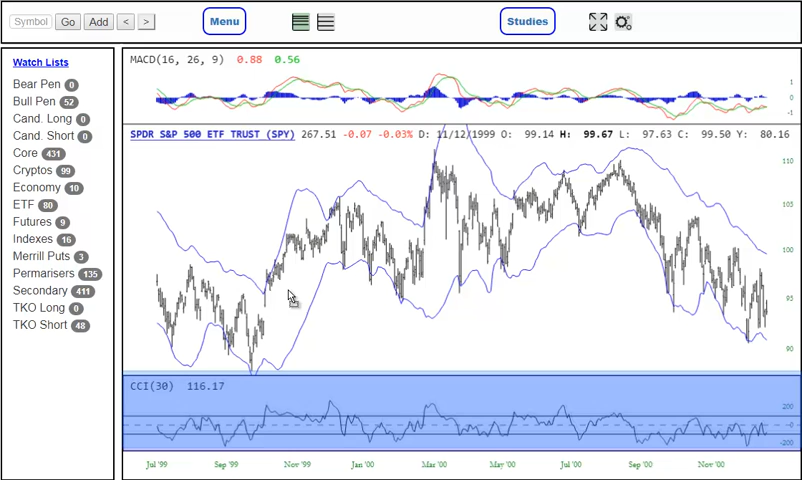 Symbol Go Add < > Menu Studies
Watch Lists
Bear Pen 0
Bull Pen 52
Cand. Long 0
Cand. Short 0
Core 431
Cryptos 99
Economy 10
ETF 80
Futures 9
Indexes 16
Merrill Puts 3
Permarisers 135
Secondary 411
TKO Long 0
TKO Short 48
MACD(16, 26, 9) 0.88 0.56
1
0
-1
SPDR S&P 500 ETF TRUST (SPY) 267.51 -0.07 -0.03% D: 11/12/1999 O: 99.14 H: 99.67 L: 97.63 C: 99.50 Y: 80.16
110
105
100
95
90
CCI(30) 116.17
200
-0
-200
Jul '99 Sep '99 Nov '99 Jan '00 Mar '00 May '00 Jul '00 Sep '00 Nov '00